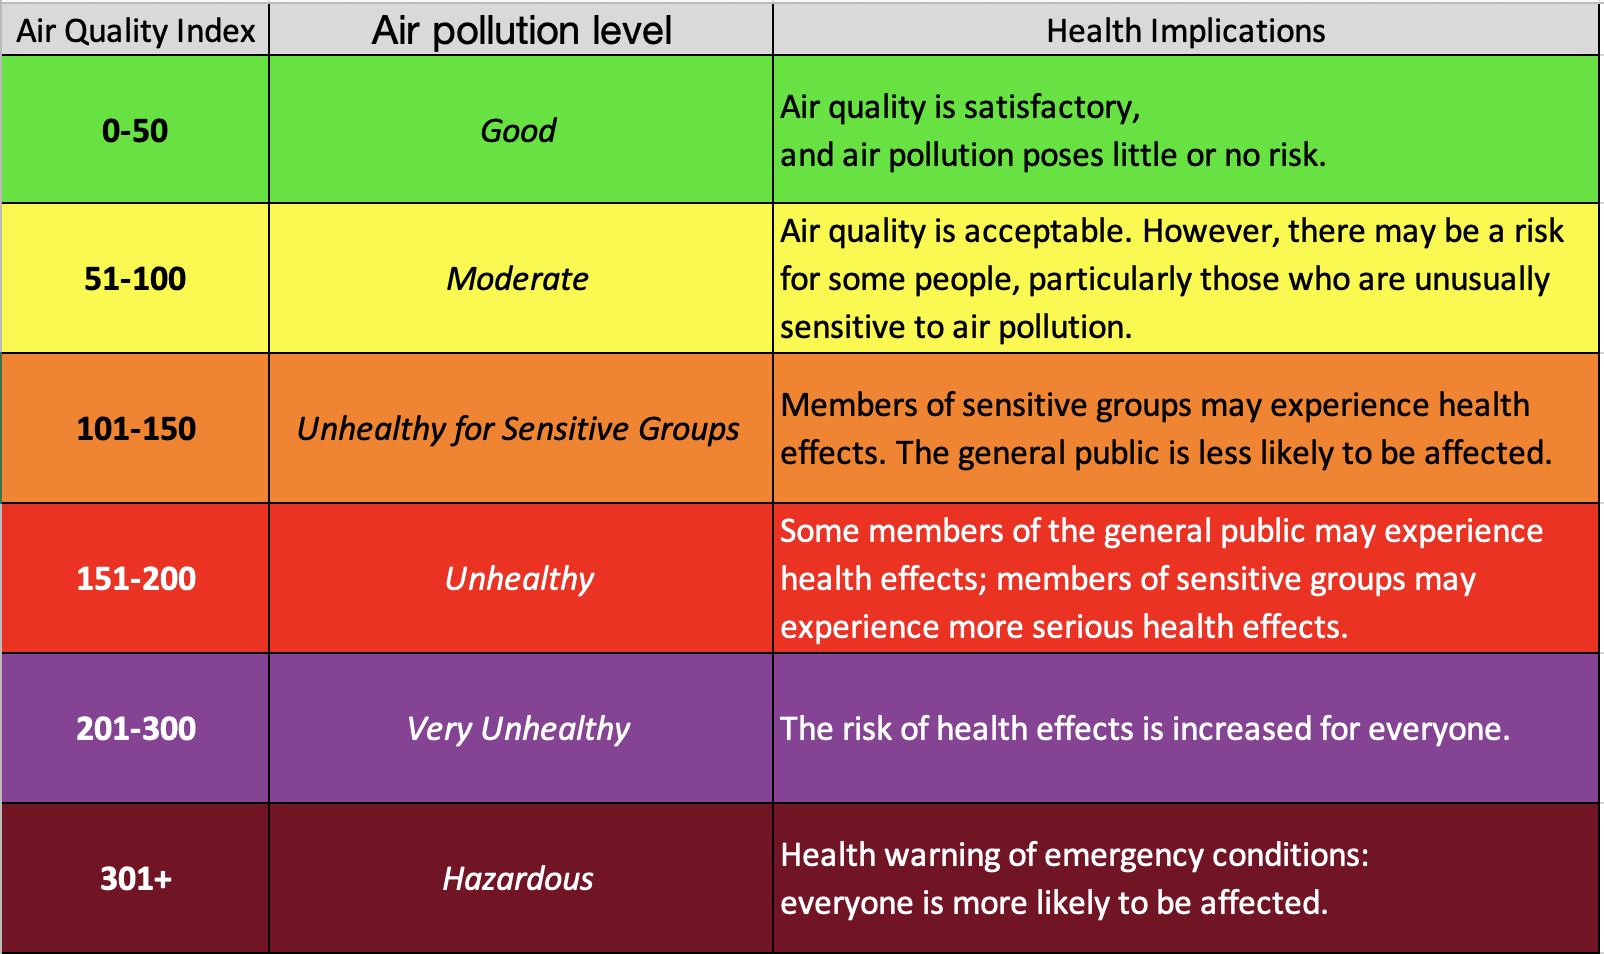 Air Quality Index
Air pollution level
Health Implications
0-50
Good
Air quality is satisfactory,
and air pollution poses little or no risk.
51-100
Moderate
Air quality is acceptable. However, there may be a risk
for some people, particularly those who are unusually
sensitive to air pollution.
101-150
Unhealthy for Sensitive Groups
Members of sensitive groups may experience health
effects. The general public is less likely to be affected.
151-200
Unhealthy
Some members of the general public may experience
health effects; members of sensitive groups may
experience more serious health effects.
201-300
Very Unhealthy
The risk of health effects is increased for everyone.
301+
Hazardous
Health warning of emergency conditions:
everyone is more likely to be affected.